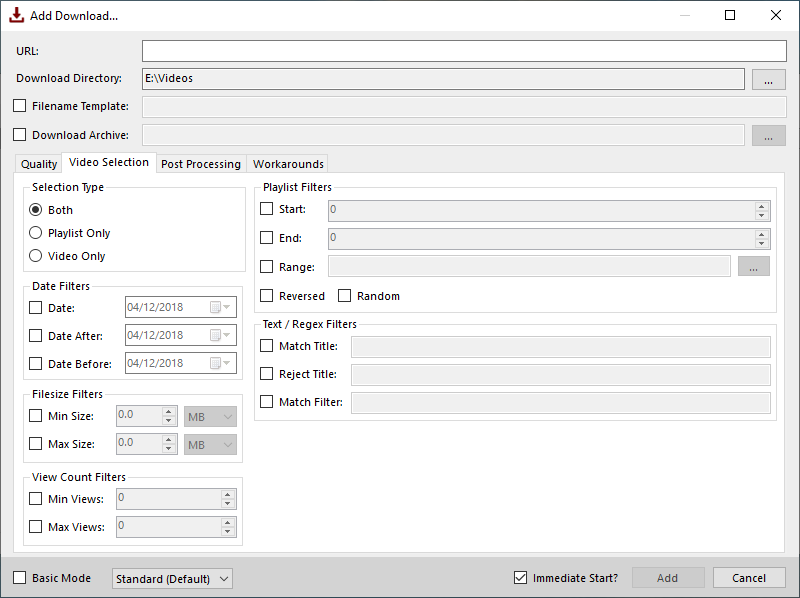 Add Download...
URL:
Download Directory: E:\Videos ...
Filename Template:
Download Archive: ...
Quality Video Selection Post Processing Workarounds
Selection Type
Both
Playlist Only
Video Only
Date Filters
Date: 04/12/2018
Date After: 04/12/2018
Date Before: 04/12/2018
Filesize Filters
Min Size: 0.0 MB
Max Size: 0.0 MB
View Count Filters
Min Views: 0
Max Views: 0
Playlist Filters
Start: 0
End: 0
Range: ...
Reversed Random
Text / Regex Filters
Match Title:
Reject Title:
Match Filter:
Basic Mode Standard (Default) Immediate Start? Add Cancel